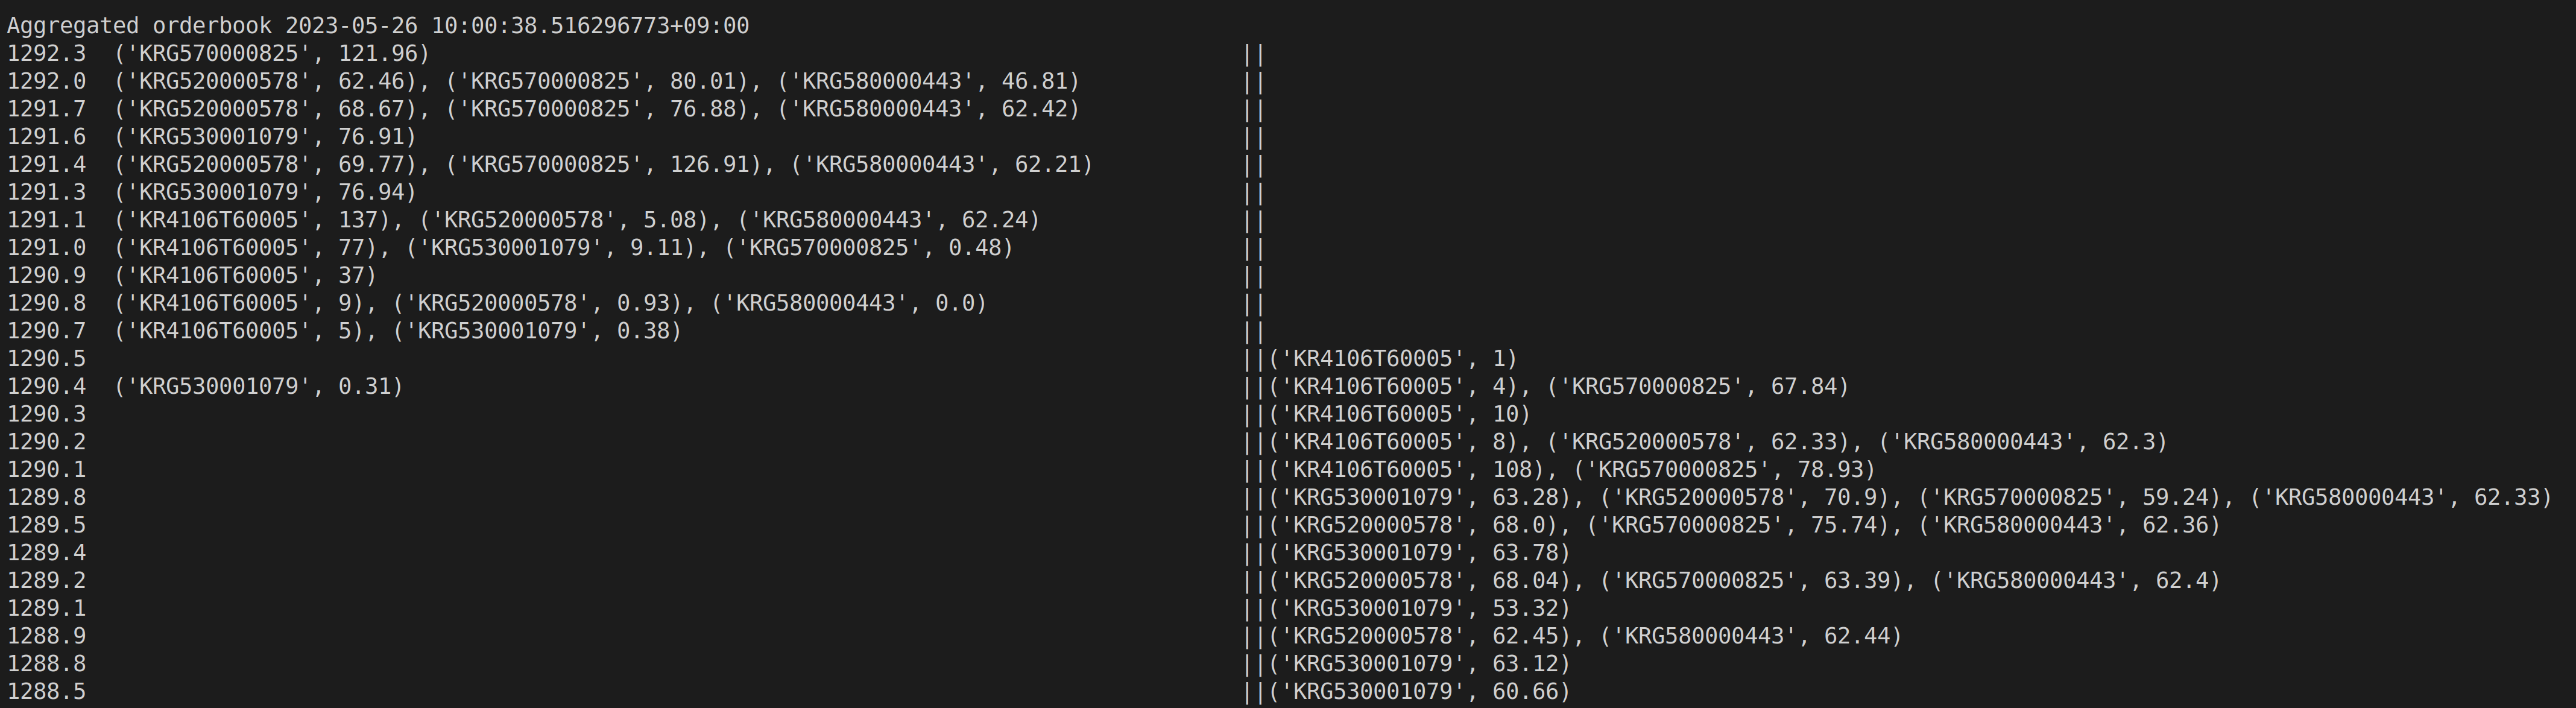 Aggregated orderbook 2023-05-26 10:00:38.516296773+09:00
1292.3  ('KRG570000825', 121.96) ||
1292.0  ('KRG520000578', 62.46), ('KRG570000825', 80.01), ('KRG580000443', 46.81) ||
1291.7  ('KRG520000578', 68.67), ('KRG570000825', 76.88), ('KRG580000443', 62.42) ||
1291.6  ('KRG530001079', 76.91) ||
1291.4  ('KRG520000578', 69.77), ('KRG570000825', 126.91), ('KRG580000443', 62.21) ||
1291.3  ('KRG530001079', 76.94) ||
1291.1  ('KR4106T60005', 137), ('KRG520000578', 5.08), ('KRG580000443', 62.24) ||
1291.0  ('KR4106T60005', 77), ('KRG530001079', 9.11), ('KRG570000825', 0.48) ||
1290.9  ('KR4106T60005', 37) ||
1290.8  ('KR4106T60005', 9), ('KRG520000578', 0.93), ('KRG580000443', 0.0) ||
1290.7  ('KR4106T60005', 5), ('KRG530001079', 0.38) ||
1290.5 ||('KR4106T60005', 1)
1290.4  ('KRG530001079', 0.31) ||('KR4106T60005', 4), ('KRG570000825', 67.84)
1290.3 ||('KR4106T60005', 10)
1290.2 ||('KR4106T60005', 8), ('KRG520000578', 62.33), ('KRG580000443', 62.3)
1290.1 ||('KR4106T60005', 108), ('KRG570000825', 78.93)
1289.8 ||('KRG530001079', 63.28), ('KRG520000578', 70.9), ('KRG570000825', 59.24), ('KRG580000443', 62.33)
1289.5 ||('KRG520000578', 68.0), ('KRG570000825', 75.74), ('KRG580000443', 62.36)
1289.4 ||('KRG530001079', 63.78)
1289.2 ||('KRG520000578', 68.04), ('KRG570000825', 63.39), ('KRG580000443', 62.4)
1289.1 ||('KRG530001079', 53.32)
1288.9 ||('KRG520000578', 62.45), ('KRG580000443', 62.44)
1288.8 ||('KRG530001079', 63.12)
1288.5 ||('KRG530001079', 60.66)